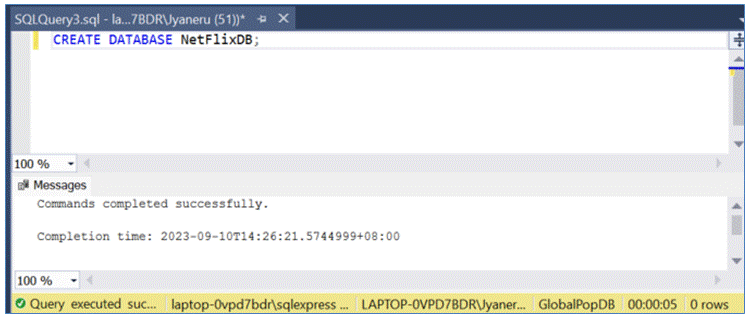 SQLQuery3.sql - la...7BDR\Jyaneru (51))*
CREATE DATABASE NetFlixDB;
100 %
Messages
Commands completed successfully.
Completion time: 2023-09-10T14:26:21.5744999+08:00
100 %
Query executed suc... laptop-0vpd7bdr\sqlexpress ... LAPTOP-0VPD7BDR\Jyaner... GlobalPopDB 00:00:05 0 rows